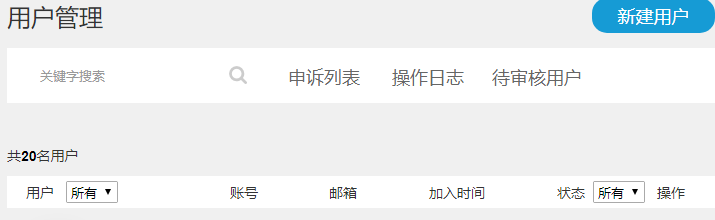 用户管理 新建用户
关键字搜索 申诉列表 操作日志 待审核用户
共20名用户
用户 所有 账号 邮箱 加入时间 状态 所有 操作